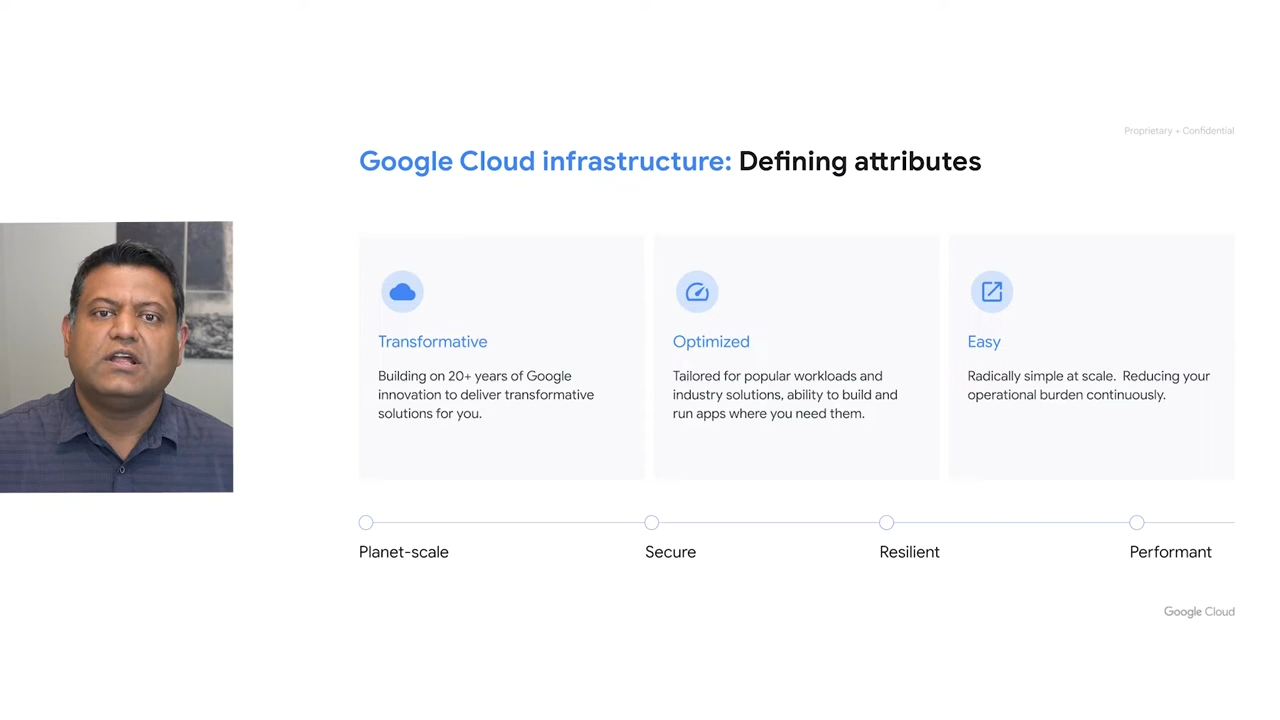 Proprietary + Confidential
Google Cloud infrastructure: Defining attributes
Transformative
Building on 20+ years of Google
innovation to deliver transformative
solutions for you.
Optimized
Tailored for popular workloads and
industry solutions, ability to build and
run apps where you need them.
Easy
Radically simple at scale. Reducing your
operational burden continuously.
Planet-scale
Secure
Resilient
Performant
Google Cloud